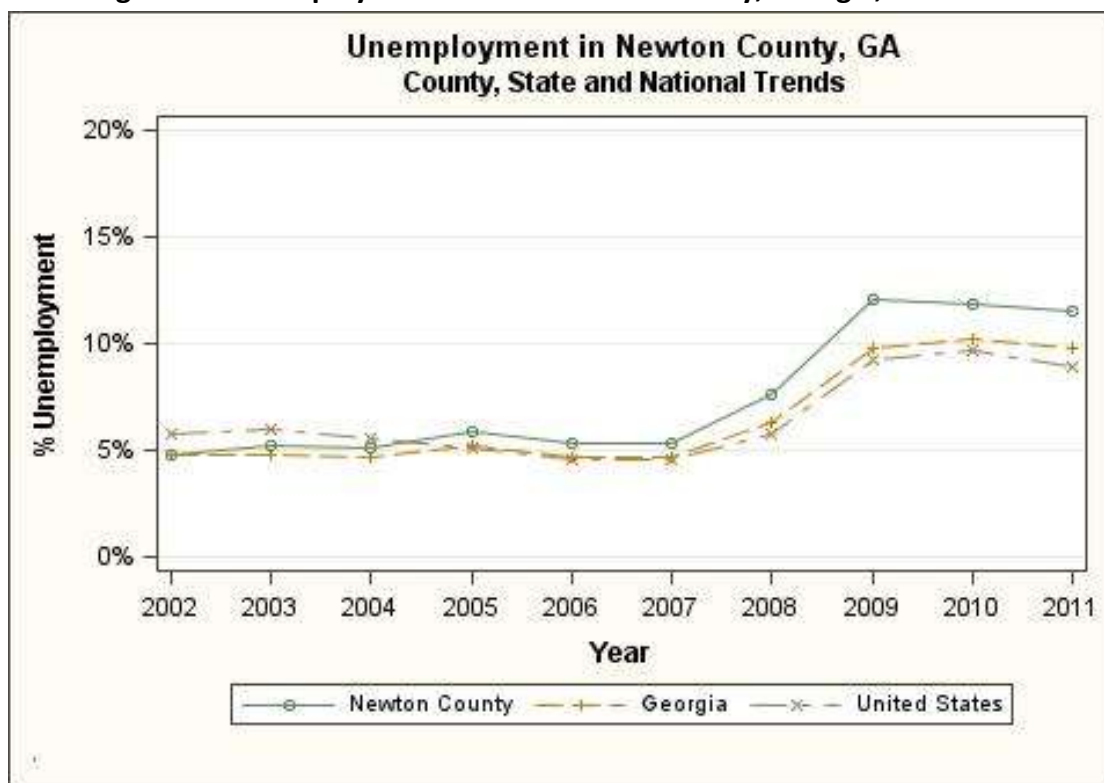 Unemployment in Newton County, GA
County, State and National Trends
20%
15%
10%
5%
0%
% Unemployment
2002 2003 2004 2005 2006 2007 2008 2009 2010 2011
Year
Newton County Georgia United States